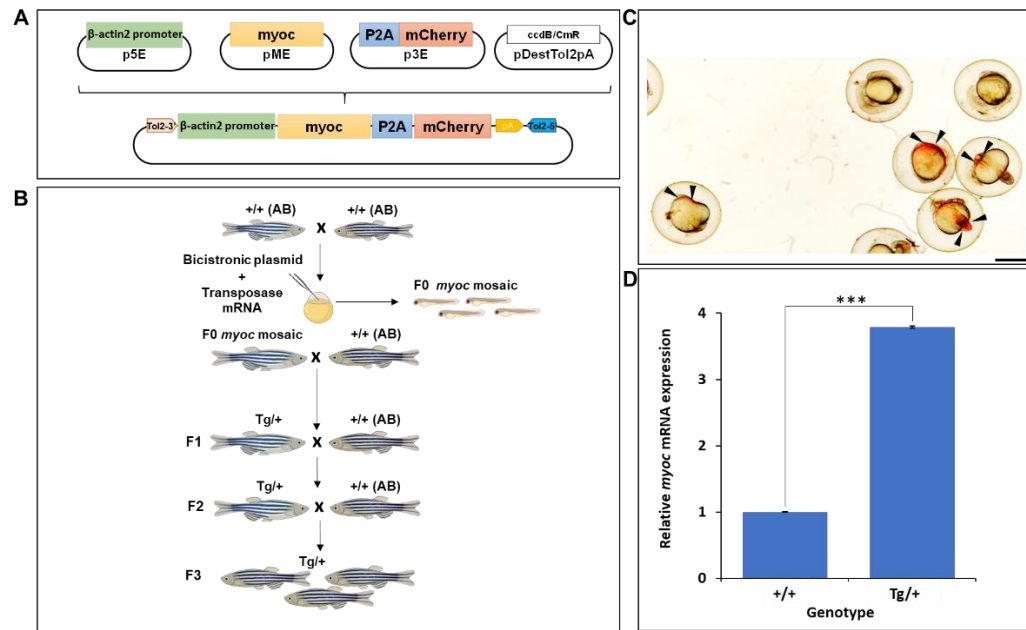 A
β-actin2 promoter
p5E
myoc
pME
P2A mCherry
p3E
ccdB/CmR
pDestTol2pA
Tol2-3 β-actin2 promoter myoc P2A mCherry pA Tol2-5
B
+/+ (AB) X +/+ (AB)
Bicistronic plasmid
+
Transposase
mRNA
F0 myoc mosaic
F0 myoc mosaic X +/+ (AB)
F1 Tg/+ X +/+ (AB)
F2 Tg/+ X +/+ (AB)
F3 Tg/+
C
D
***
Relative myoc mRNA expression
4
3
2
1
0
+/+ Tg/+
Genotype